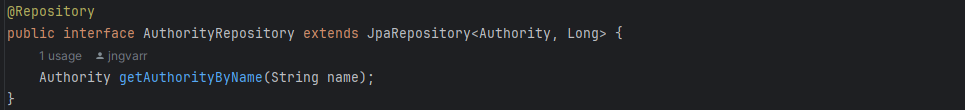 @Repository
public interface AuthorityRepository extends JpaRepository<Authority, Long> {
1 usage jngvarr
Authority getAuthorityByName(String name);
}